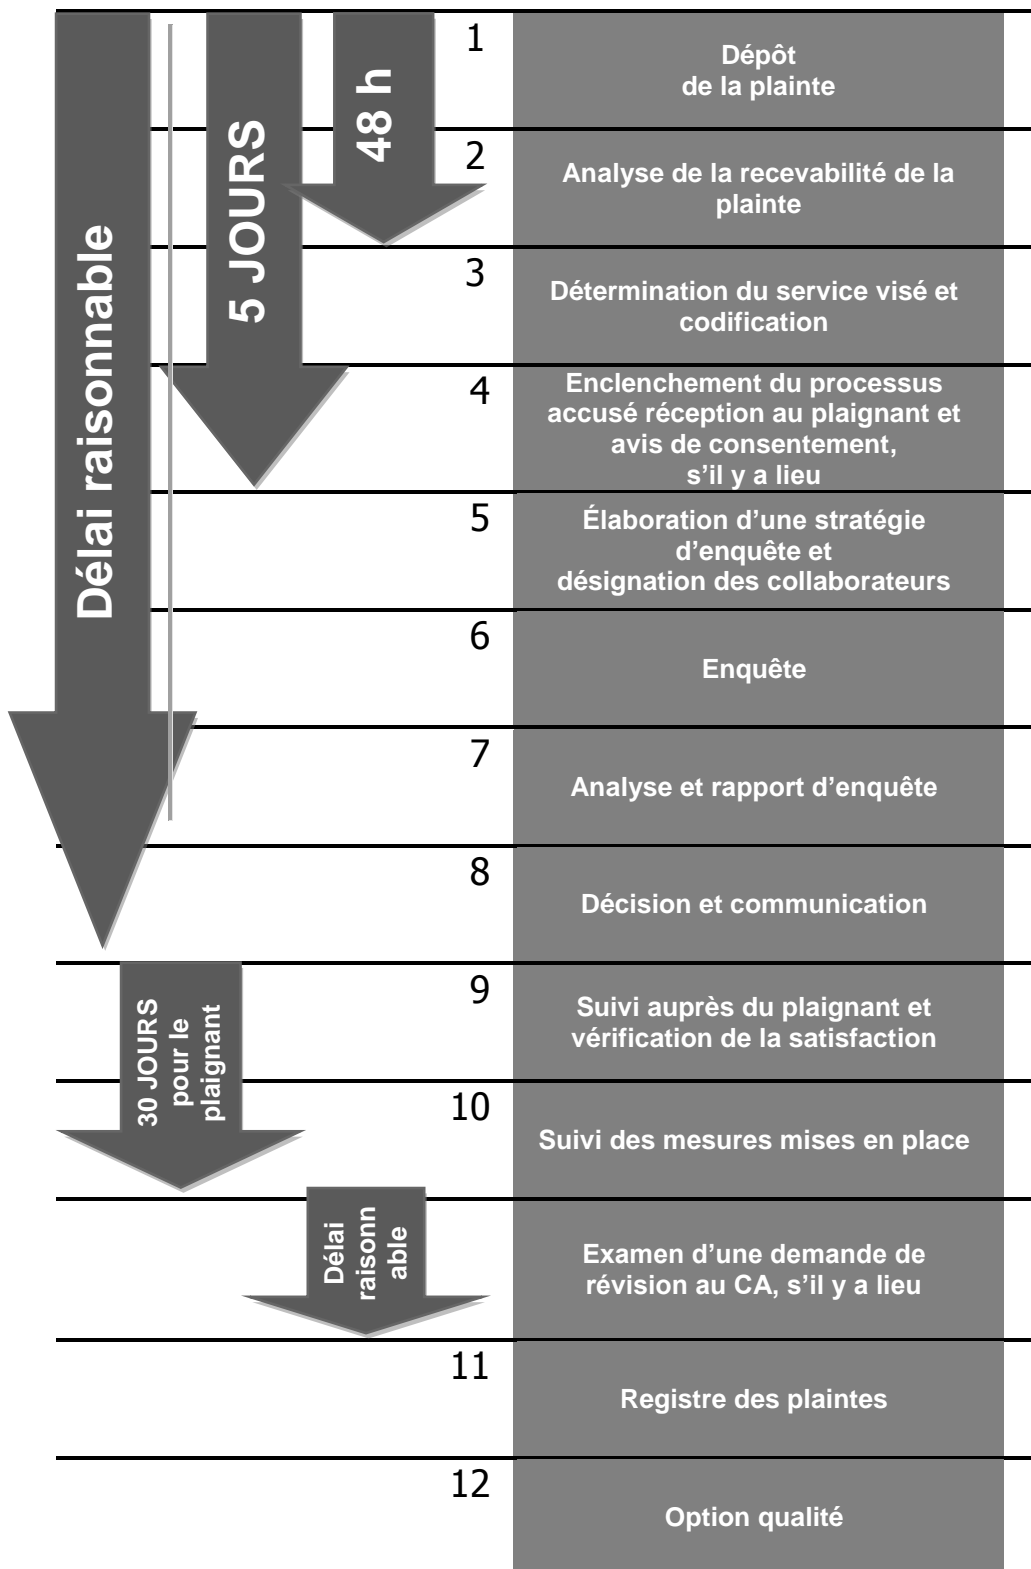 Délai raisonnable
5 JOURS
48 h
1
Dépôt
de la plainte
2
Analyse de la recevabilité de la
plainte
3
Détermination du service visé et
codification
4
Enclenchement du processus
accusé réception au plaignant et
avis de consentement,
s’il y a lieu
5
Élaboration d’une stratégie
d’enquête et
désignation des collaborateurs
6
Enquête
7
Analyse et rapport d’enquête
8
Décision et communication
30 JOURS
pour le
plaignant
9
Suivi auprès du plaignant et
vérification de la satisfaction
10
Suivi des mesures mises en place
Délai
raisonn
able
Examen d’une demande de
révision au CA, s’il y a lieu
11
Registre des plaintes
12
Option qualité